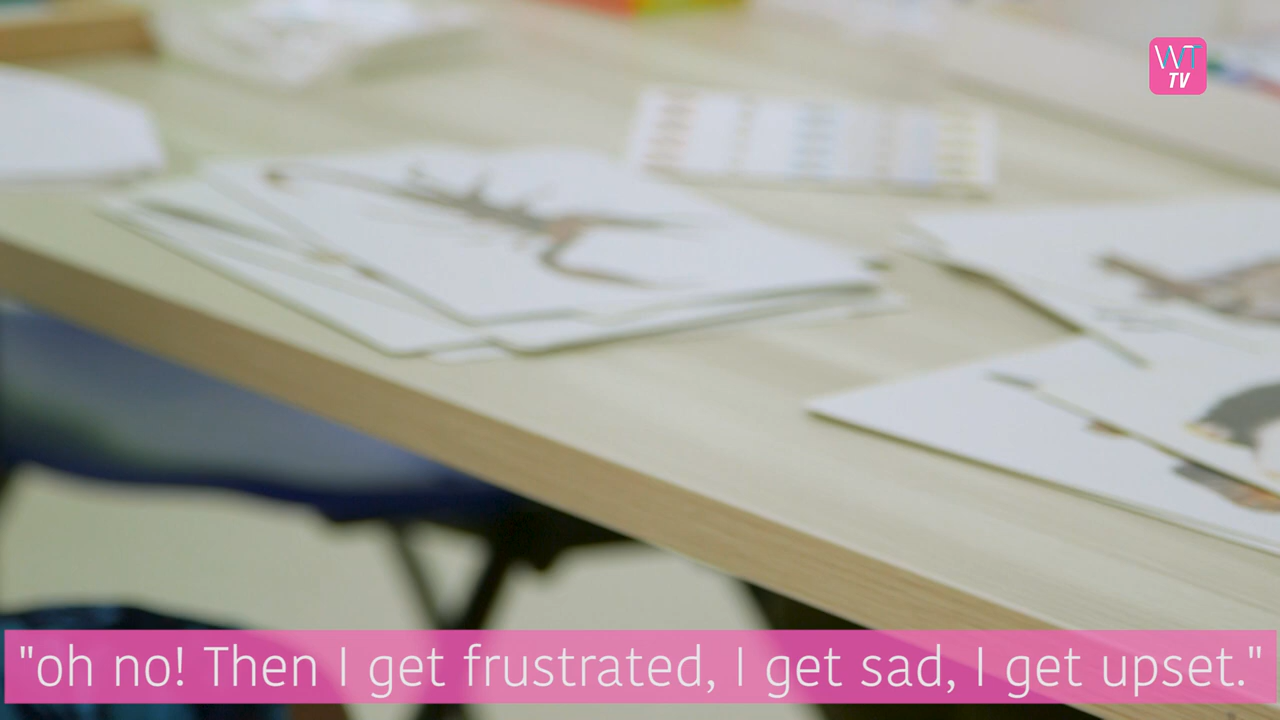 WT
TV
"oh no! Then I get frustrated, I get sad, I get upset."